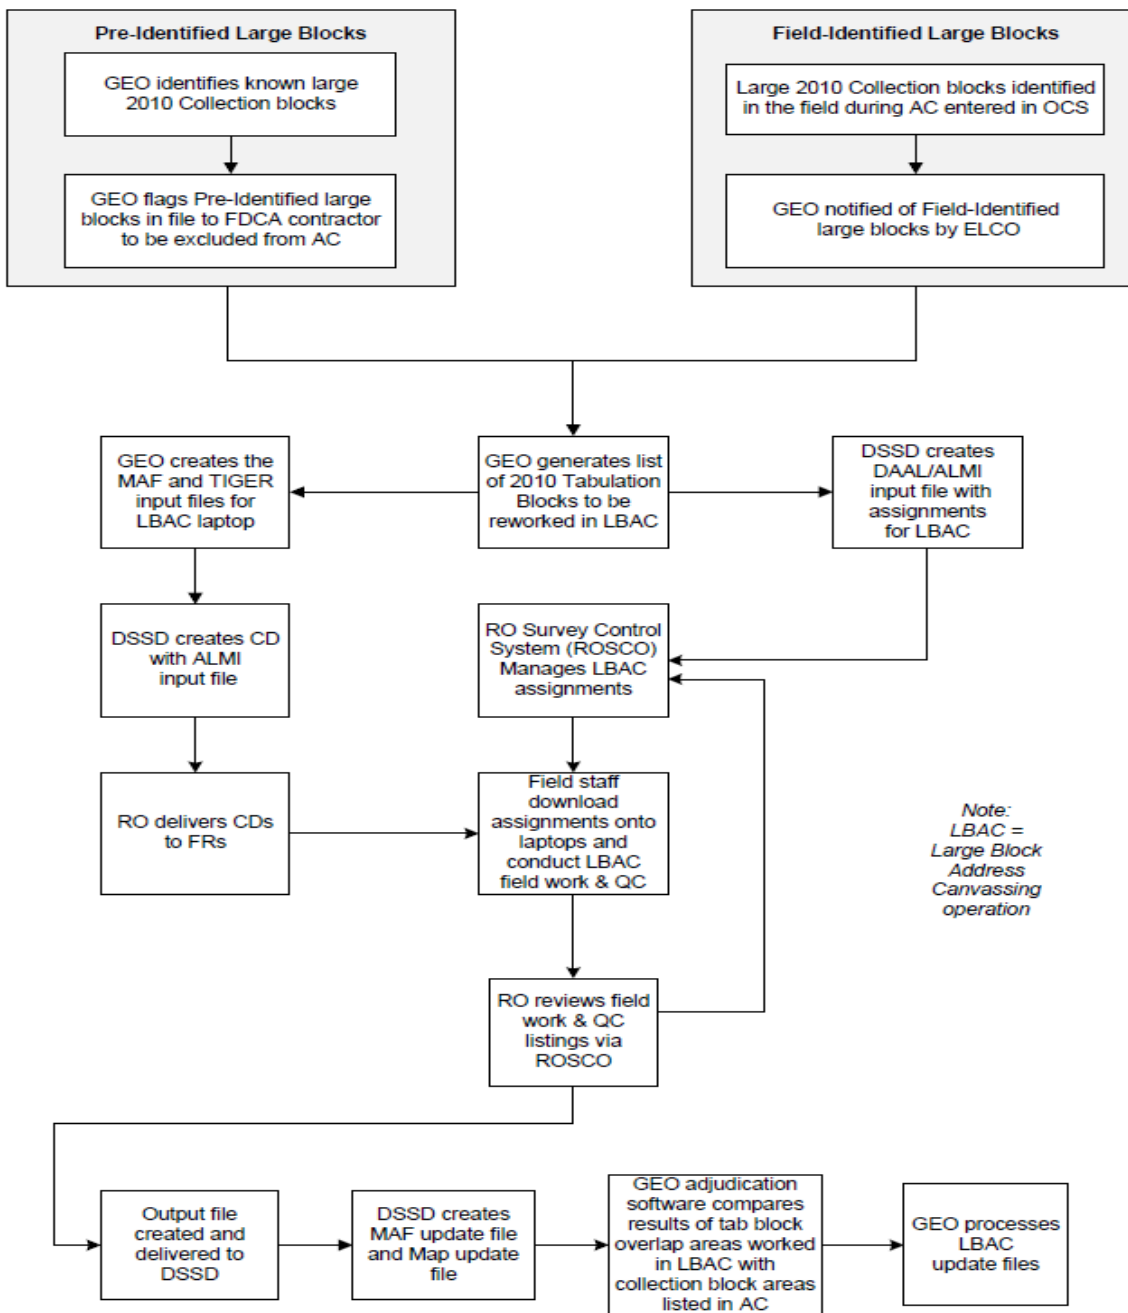 Pre-Identified Large Blocks
GEO identifies known large
2010 Collection blocks
GEO flags Pre-Identified large
blocks in file to FDCA contractor
to be excluded from AC
Field-Identified Large Blocks
Large 2010 Collection blocks identified
in the field during AC entered in OCS
GEO notified of Field-Identified
large blocks by ELCO
GEO creates the
MAF and TIGER
input files for
LBAC laptop
GEO generates list
of 2010 Tabulation
Blocks to be
reworked in LBAC
DSSD creates
DAAL/ALMI
input file with
assignments
for LBAC
DSSD creates CD
with ALMI
input file
RO Survey Control
System (ROSCO)
Manages LBAC
assignments
RO delivers CDs
to FRs
Field staff
download
assignments onto
laptops and
conduct LBAC
field work & QC
Note:
LBAC =
Large Block
Address
Canvassing
operation
RO reviews field
work & QC
listings via
ROSCO
Output file
created and
delivered to
DSSD
DSSD creates
MAF update file
and Map update
file
GEO adjudication
software compares
results of tab block
overlap areas worked
in LBAC with
collection block areas
listed in AC
GEO processes
LBAC
update files